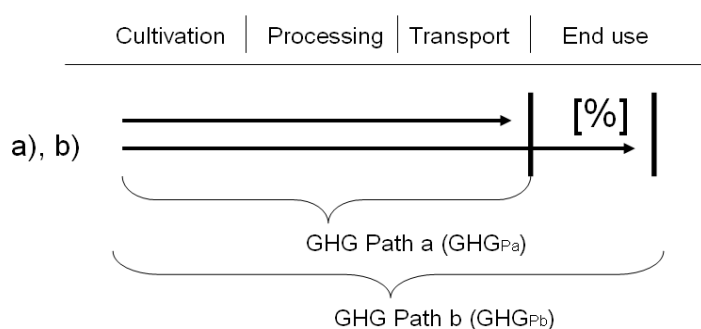 Cultivation Processing Transport End use
[%]
a), b)
GHG Path a (GHGPa)
GHG Path b (GHGPb)